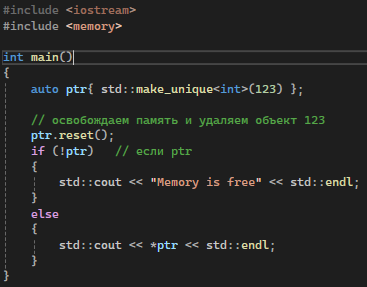 #include <iostream>
#include <memory>
int main()
{
auto ptr{ std::make_unique<int>(123) };
// освобождаем память и удаляем объект 123
ptr.reset();
if (!ptr) // если ptr
{
std::cout << "Memory is free" << std::endl;
}
else
{
std::cout << *ptr << std::endl;
}
}